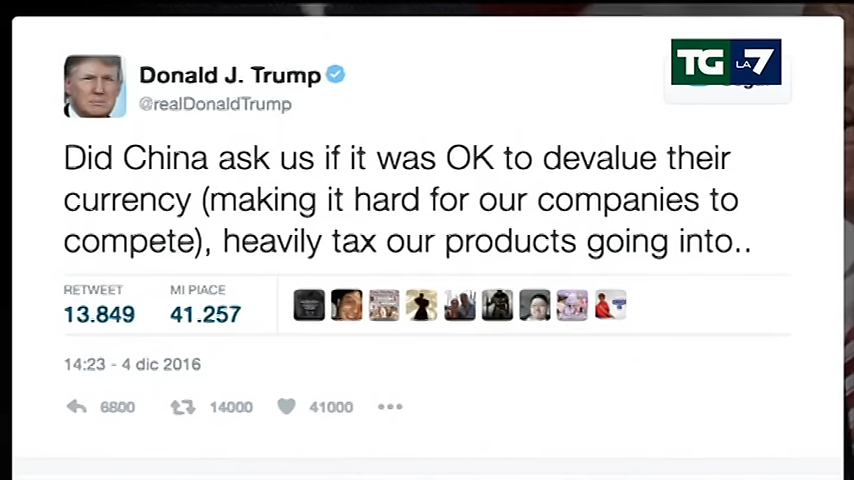 TG LA 7
Donald J. Trump
@realDonaldTrump
Did China ask us if it was OK to devalue their
currency (making it hard for our companies to
compete), heavily tax our products going into..
RETWEET MI PIACE
13.849 41.257
14:23 - 4 dic 2016
6800 14000 41000